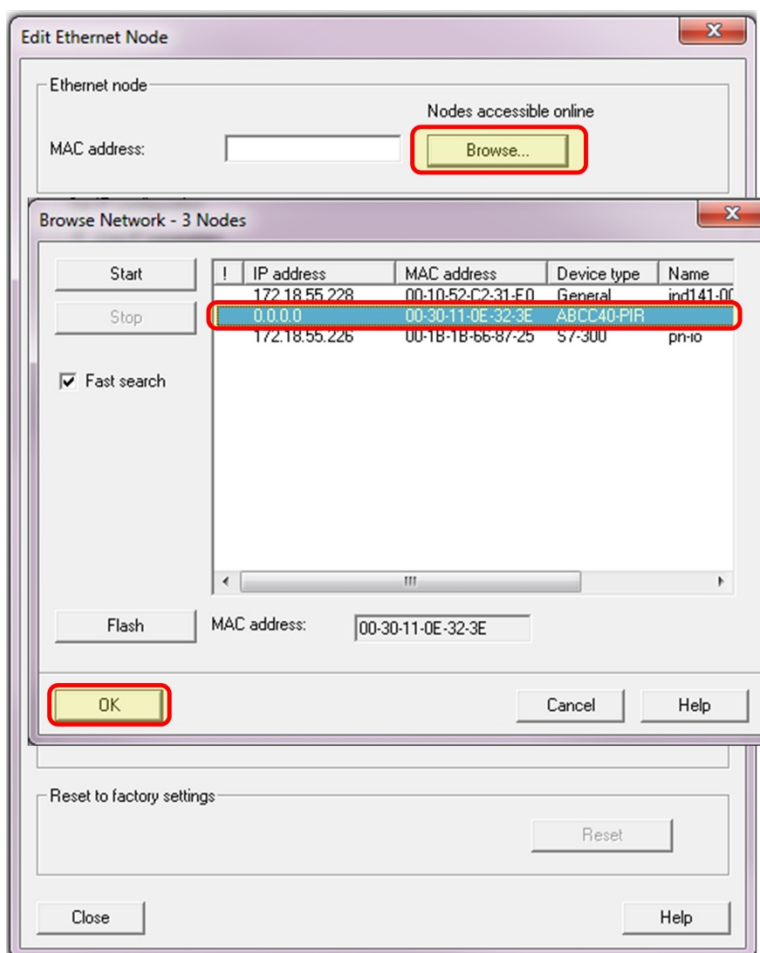 Edit Ethernet Node
Ethernet node
Nodes accessible online
MAC address:
Browse...
Browse Network - 3 Nodes
Start
Stop
Fast search
! IP address MAC address Device type Name
172.18.55.228 00-10-52-C2-31-E0 General ind141-00
0.0.0.0 00-30-11-0E-32-3E ABCC40-PIR
172.18.55.226 00-1B-1B-66-87-25 S7-300 pn-io
Flash
MAC address: 00-30-11-0E-32-3E
OK Cancel Help
Reset to factory settings
Reset
Close Help